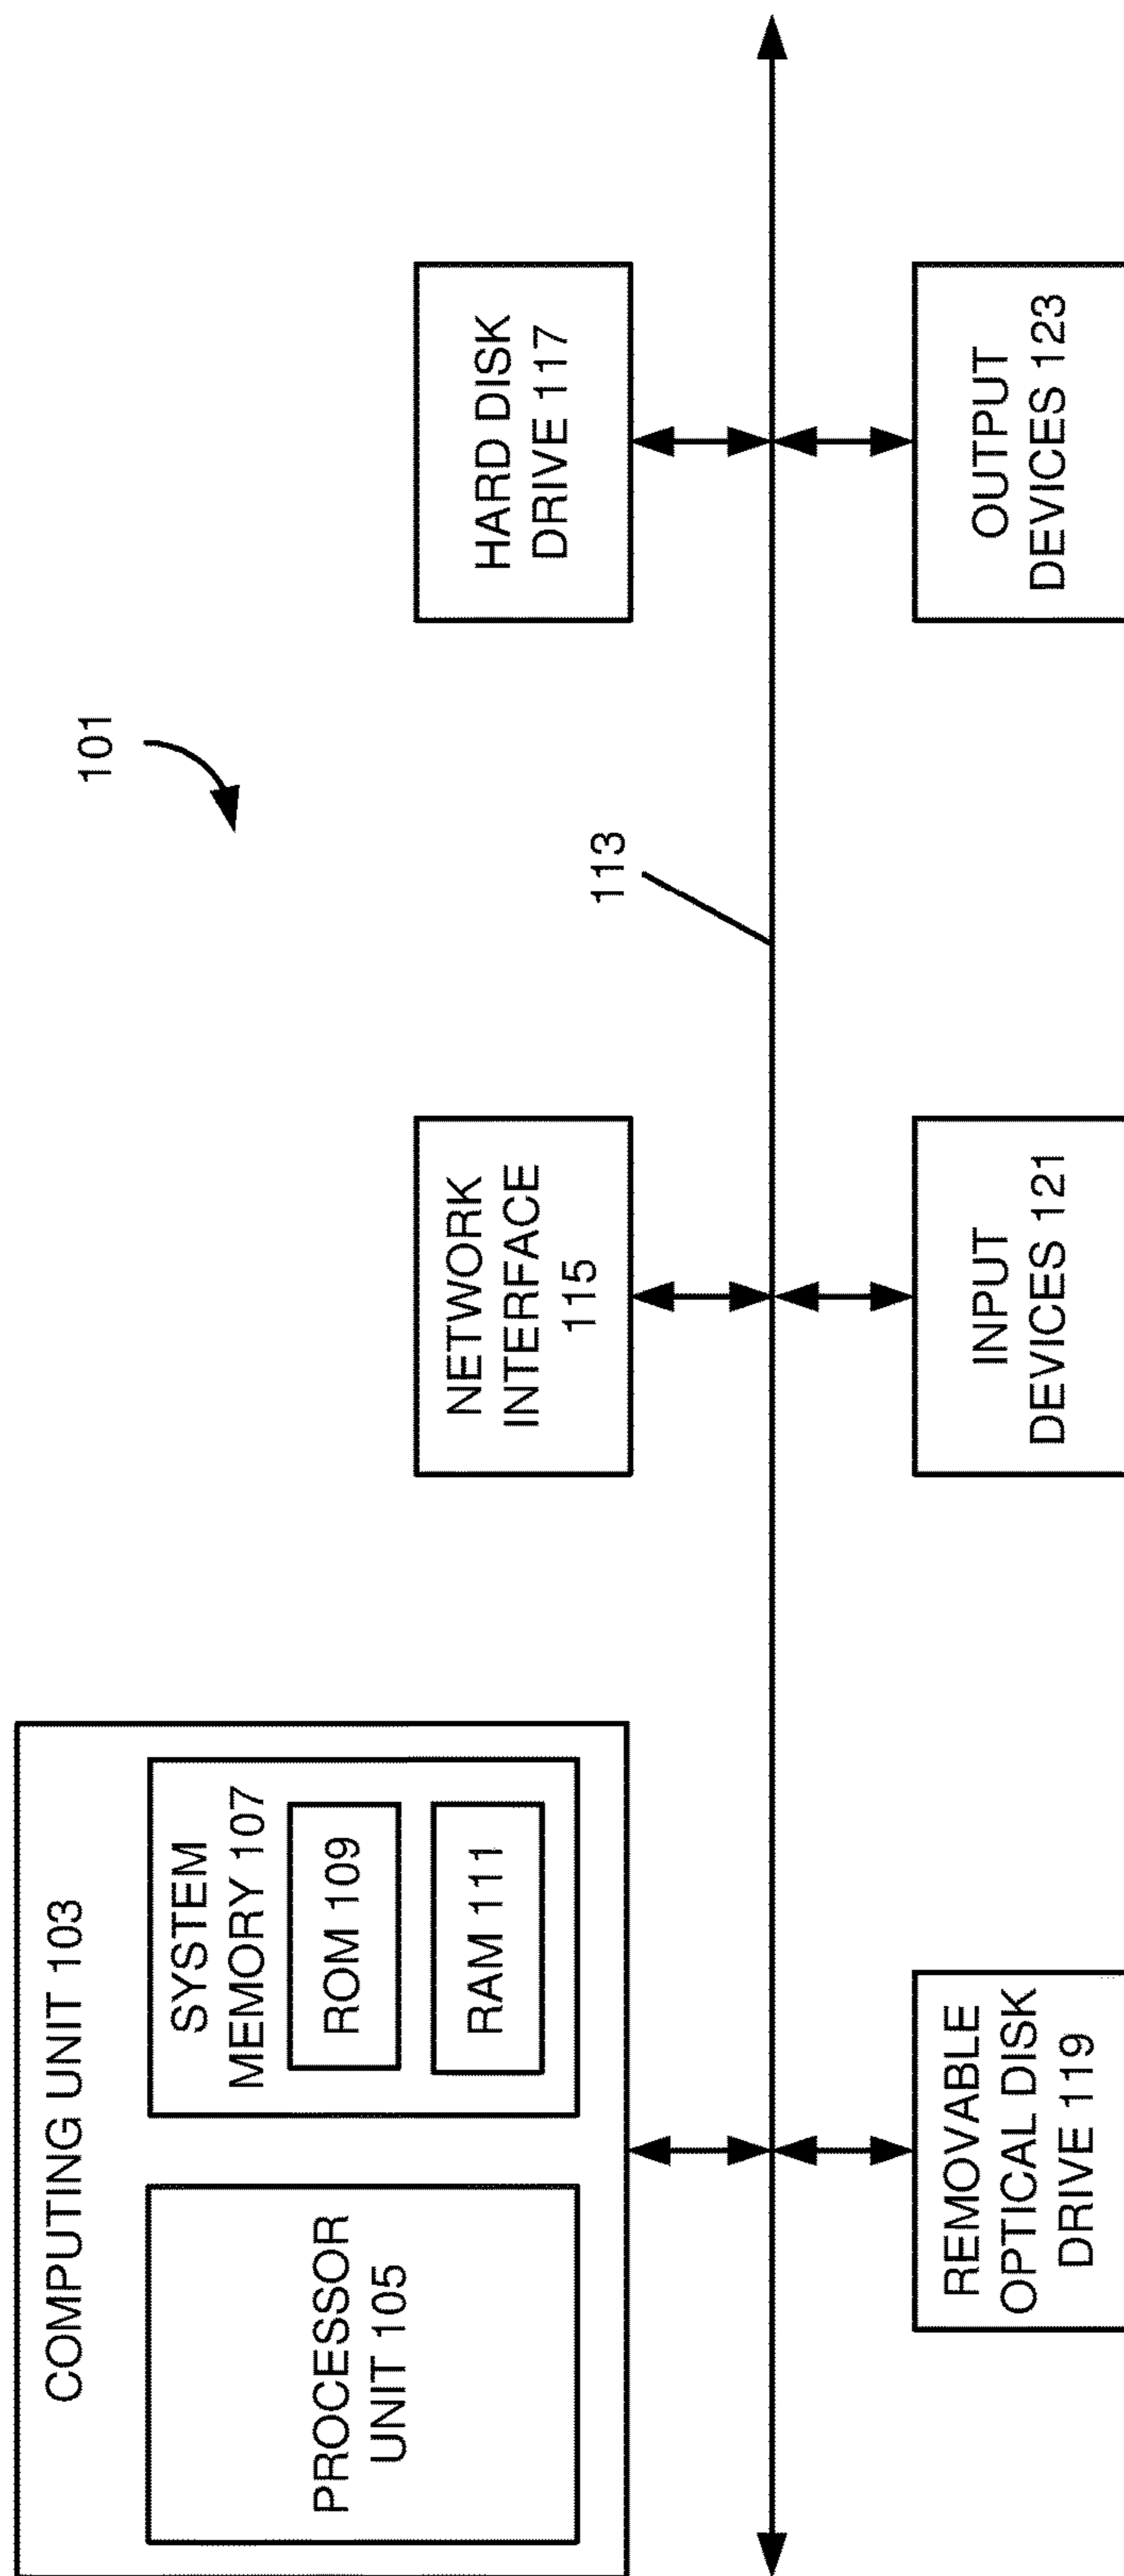 101
COMPUTING UNIT 103
PROCESSOR
UNIT 105
SYSTEM
MEMORY 107
ROM 109
RAM 111
NETWORK
INTERFACE
115
HARD DISK
DRIVE 117
113
REMOVABLE
OPTICAL DISK
DRIVE 119
INPUT
DEVICES 121
OUTPUT
DEVICES 123